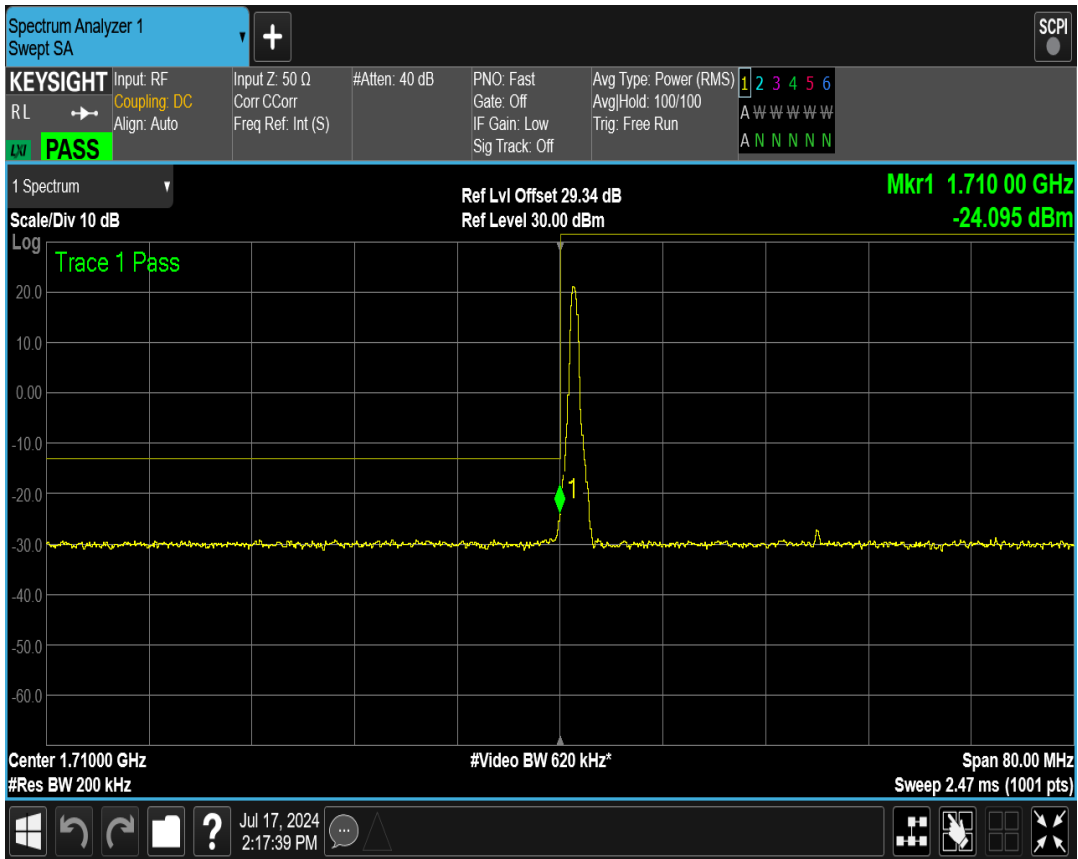 Spectrum Analyzer 1
Swept SA
SCPI
KEYSIGHT
R L
LXI PASS
Input: RF
Coupling: DC
Align: Auto
Input Z: 50 Ω
Corr CCorr
Freq Ref: Int (S)
#Atten: 40 dB
PNO: Fast
Gate: Off
IF Gain: Low
Sig Track: Off
Avg Type: Power (RMS)
Avg|Hold: 100/100
Trig: Free Run
1 2 3 4 5 6
A W W W W W
A N N N N N
1 Spectrum
Scale/Div 10 dB
Ref Lvl Offset 29.34 dB
Ref Level 30.00 dBm
Mkr1 1.710 00 GHz
-24.095 dBm
Log
Trace 1 Pass
20.0
10.0
0.00
-10.0
-20.0
-30.0
-40.0
-50.0
-60.0
1
Center 1.71000 GHz
#Res BW 200 kHz
#Video BW 620 kHz*
Span 80.00 MHz
Sweep 2.47 ms (1001 pts)
?
Jul 17, 2024
2:17:39 PM